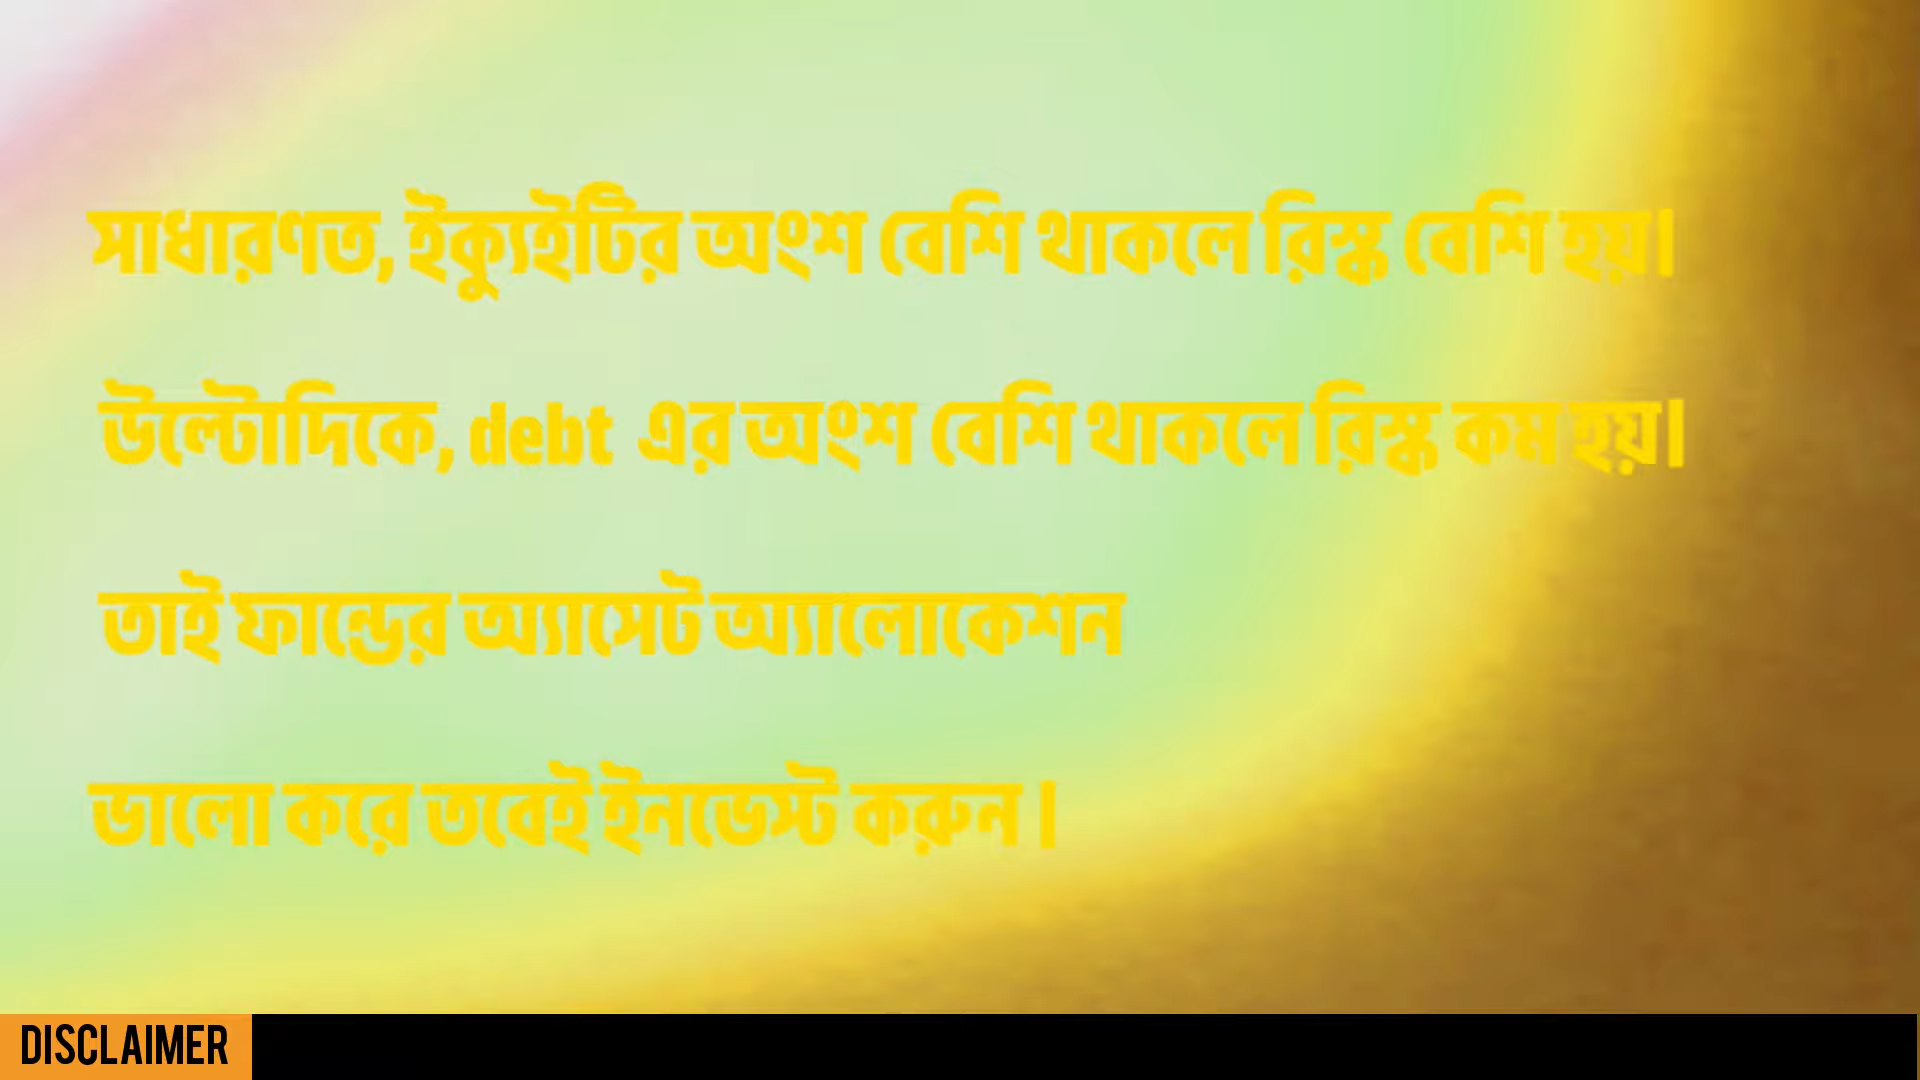 সাধারণত, ইক্যুইটির অংশ বেশি থাকলে রিস্ক বেশি হয়।
উল্টোদিকে, debt এর অংশ বেশি থাকলে রিস্ক কম হয়।
তাই ফান্ডের অ্যাসেট অ্যালোকেশন
ভালো করে তবেই ইনভেস্ট করুন।
DISCLAIMER